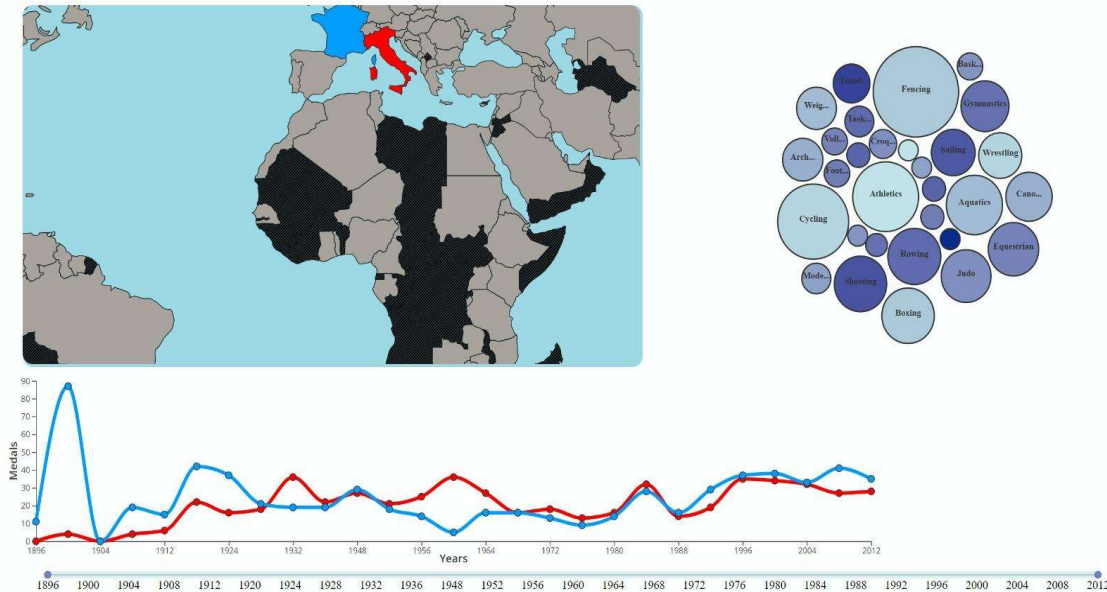 Tennis
Fencing
Bask...
Weig...
Gymnastics
Taek...
Voll...
Croq...
Sailing
Wrestling
Arch...
Foot...
Athletics
Cano...
Aquatics
Cycling
Equestrian
Rowing
Mode...
Shooting
Judo
Boxing
90
80
70
60
50
40
30
20
10
0
Medals
1896 1904 1912 1924 1932 1948 1956 1964 1972 1980 1988 1996 2004 2012
Years
1896 1900 1904 1908 1912 1920 1924 1928 1932 1936 1948 1952 1956 1960 1964 1968 1972 1976 1980 1984 1988 1992 1996 2000 2004 2008 2012